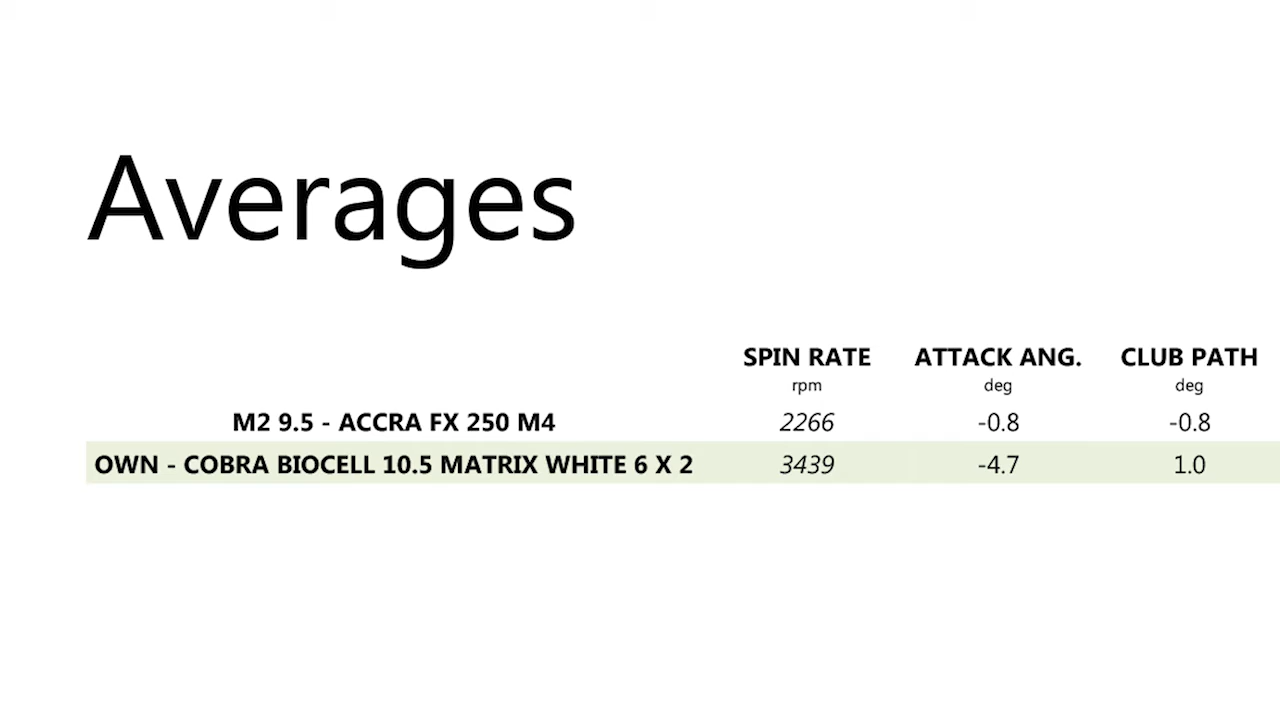 Averages
SPIN RATE ATTACK ANG. CLUB PATH
rpm deg deg
M2 9.5 - ACCRA FX 250 M4 2266 -0.8 -0.8
OWN - COBRA BIOCELL 10.5 MATRIX WHITE 6 X 2 3439 -4.7 1.0